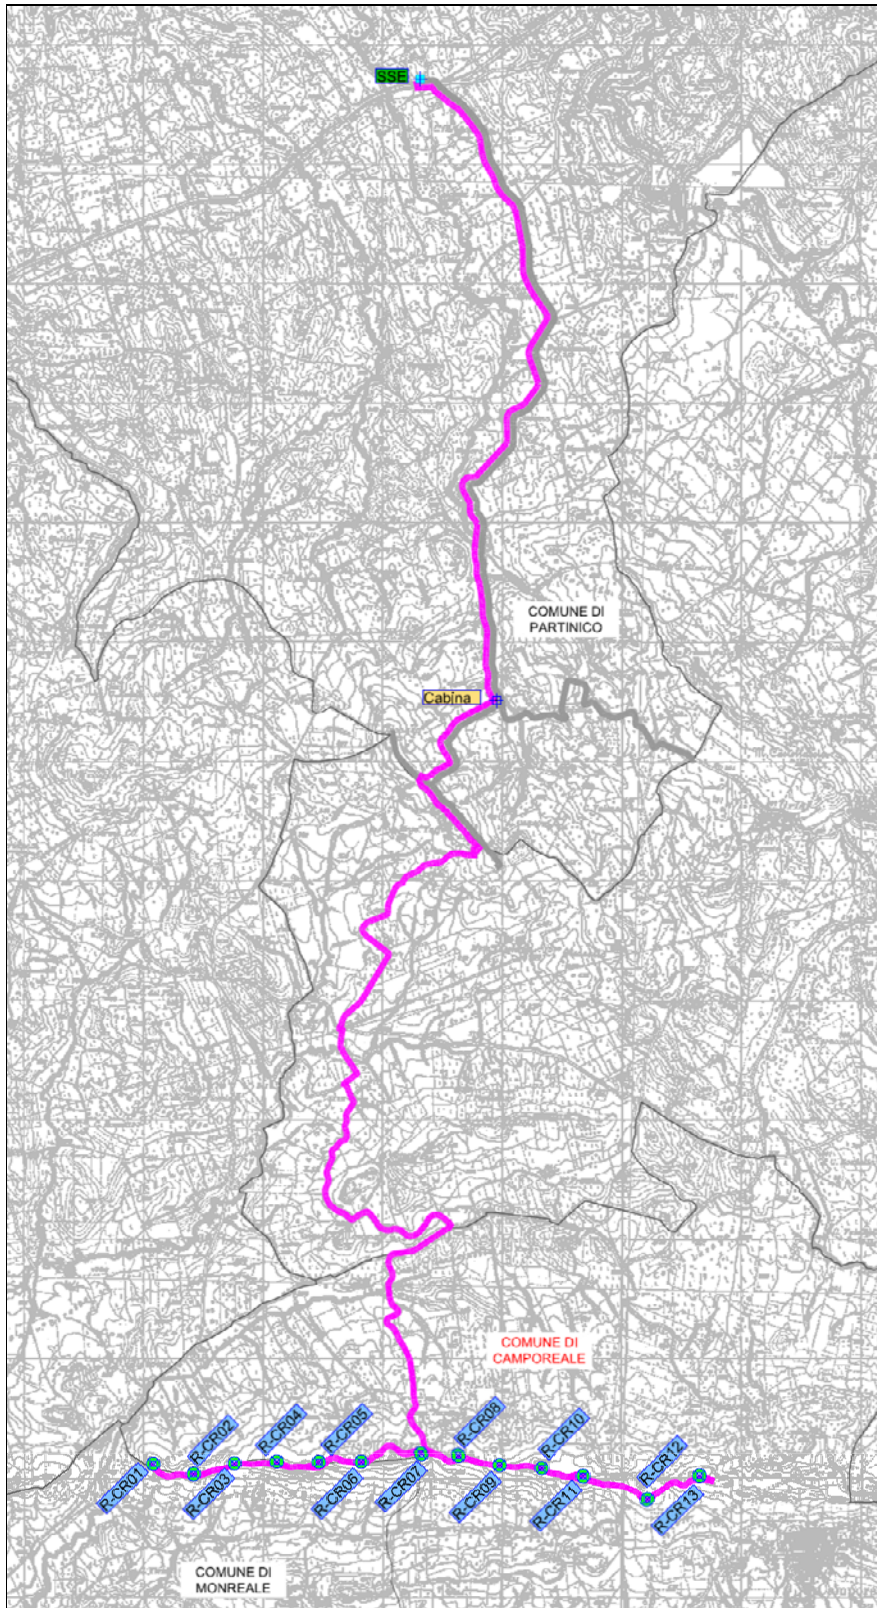 SSE
COMUNE DI
PARTINICO
Cabina
COMUNE DI
CAMPOREALE
R-CR01
R-CR02
R-CR03
R-CR04
R-CR05
R-CR06
R-CR07
R-CR08
R-CR09
R-CR10
R-CR11
R-CR12
R-CR13
COMUNE DI
MONREALE